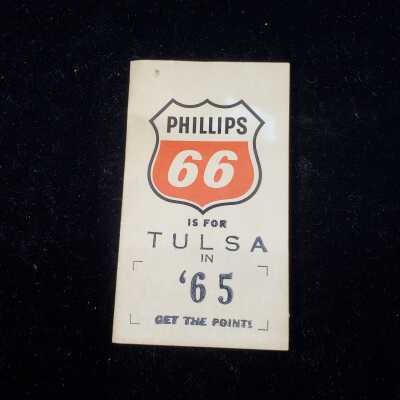 PHILLIPS
66
IS FOR
TULSA
IN
'65
GET THE POINT!